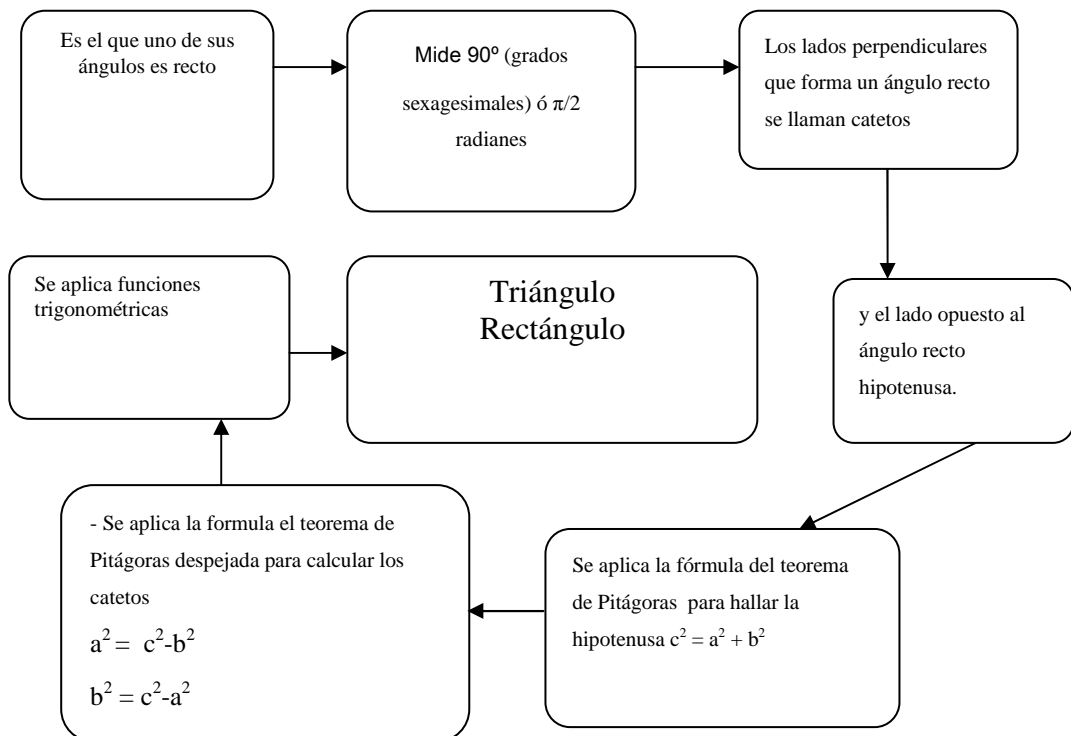 Es el que uno de sus
ángulos es recto
Mide 90º (grados
sexagesimales) ó π/2
radianes
Los lados perpendiculares
que forma un ángulo recto
se llaman catetos
y el lado opuesto al
ángulo recto
hipotenusa.
Se aplica la fórmula del teorema
de Pitágoras para hallar la
hipotenusa c² = a² + b²
- Se aplica la formula el teorema de
Pitágoras despejada para calcular los
catetos
a² = c²-b²
b² = c²-a²
Se aplica funciones
trigonométricas
Triángulo
Rectángulo